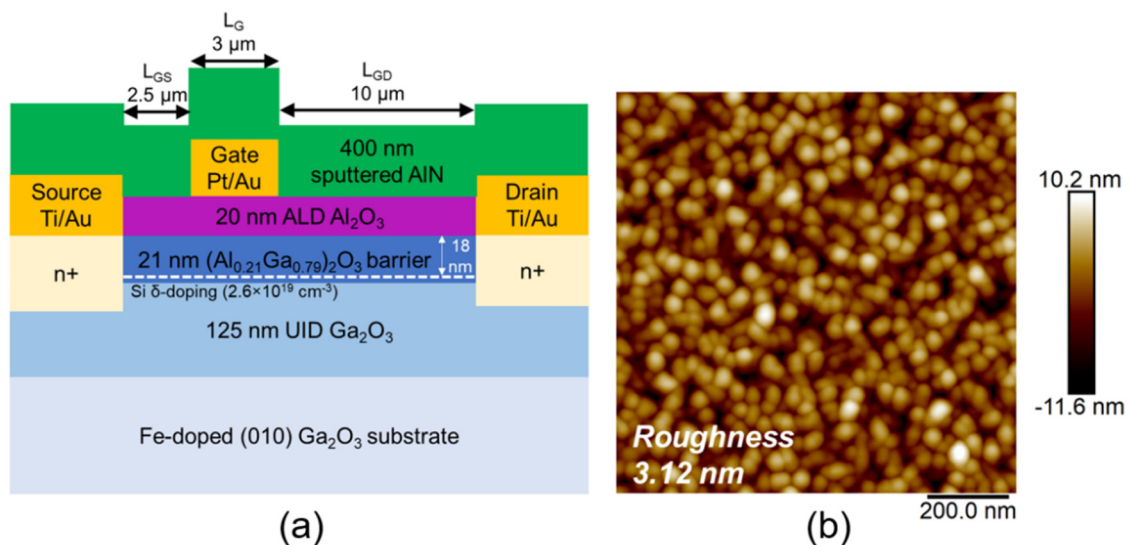 L_G
3 μm
L_GS
2.5 μm
L_GD
10 μm
Gate
Pt/Au
400 nm
sputtered AlN
Source
Ti/Au
Drain
Ti/Au
20 nm ALD Al₂O₃
n+
21 nm (Al₀.₂₁Ga₀.₇₉)₂O₃ barrier
18
nm
n+
Si δ-doping (2.6×10¹⁹ cm⁻³)
125 nm UID Ga₂O₃
Fe-doped (010) Ga₂O₃ substrate
(a)
10.2 nm
-11.6 nm
Roughness
3.12 nm
200.0 nm
(b)